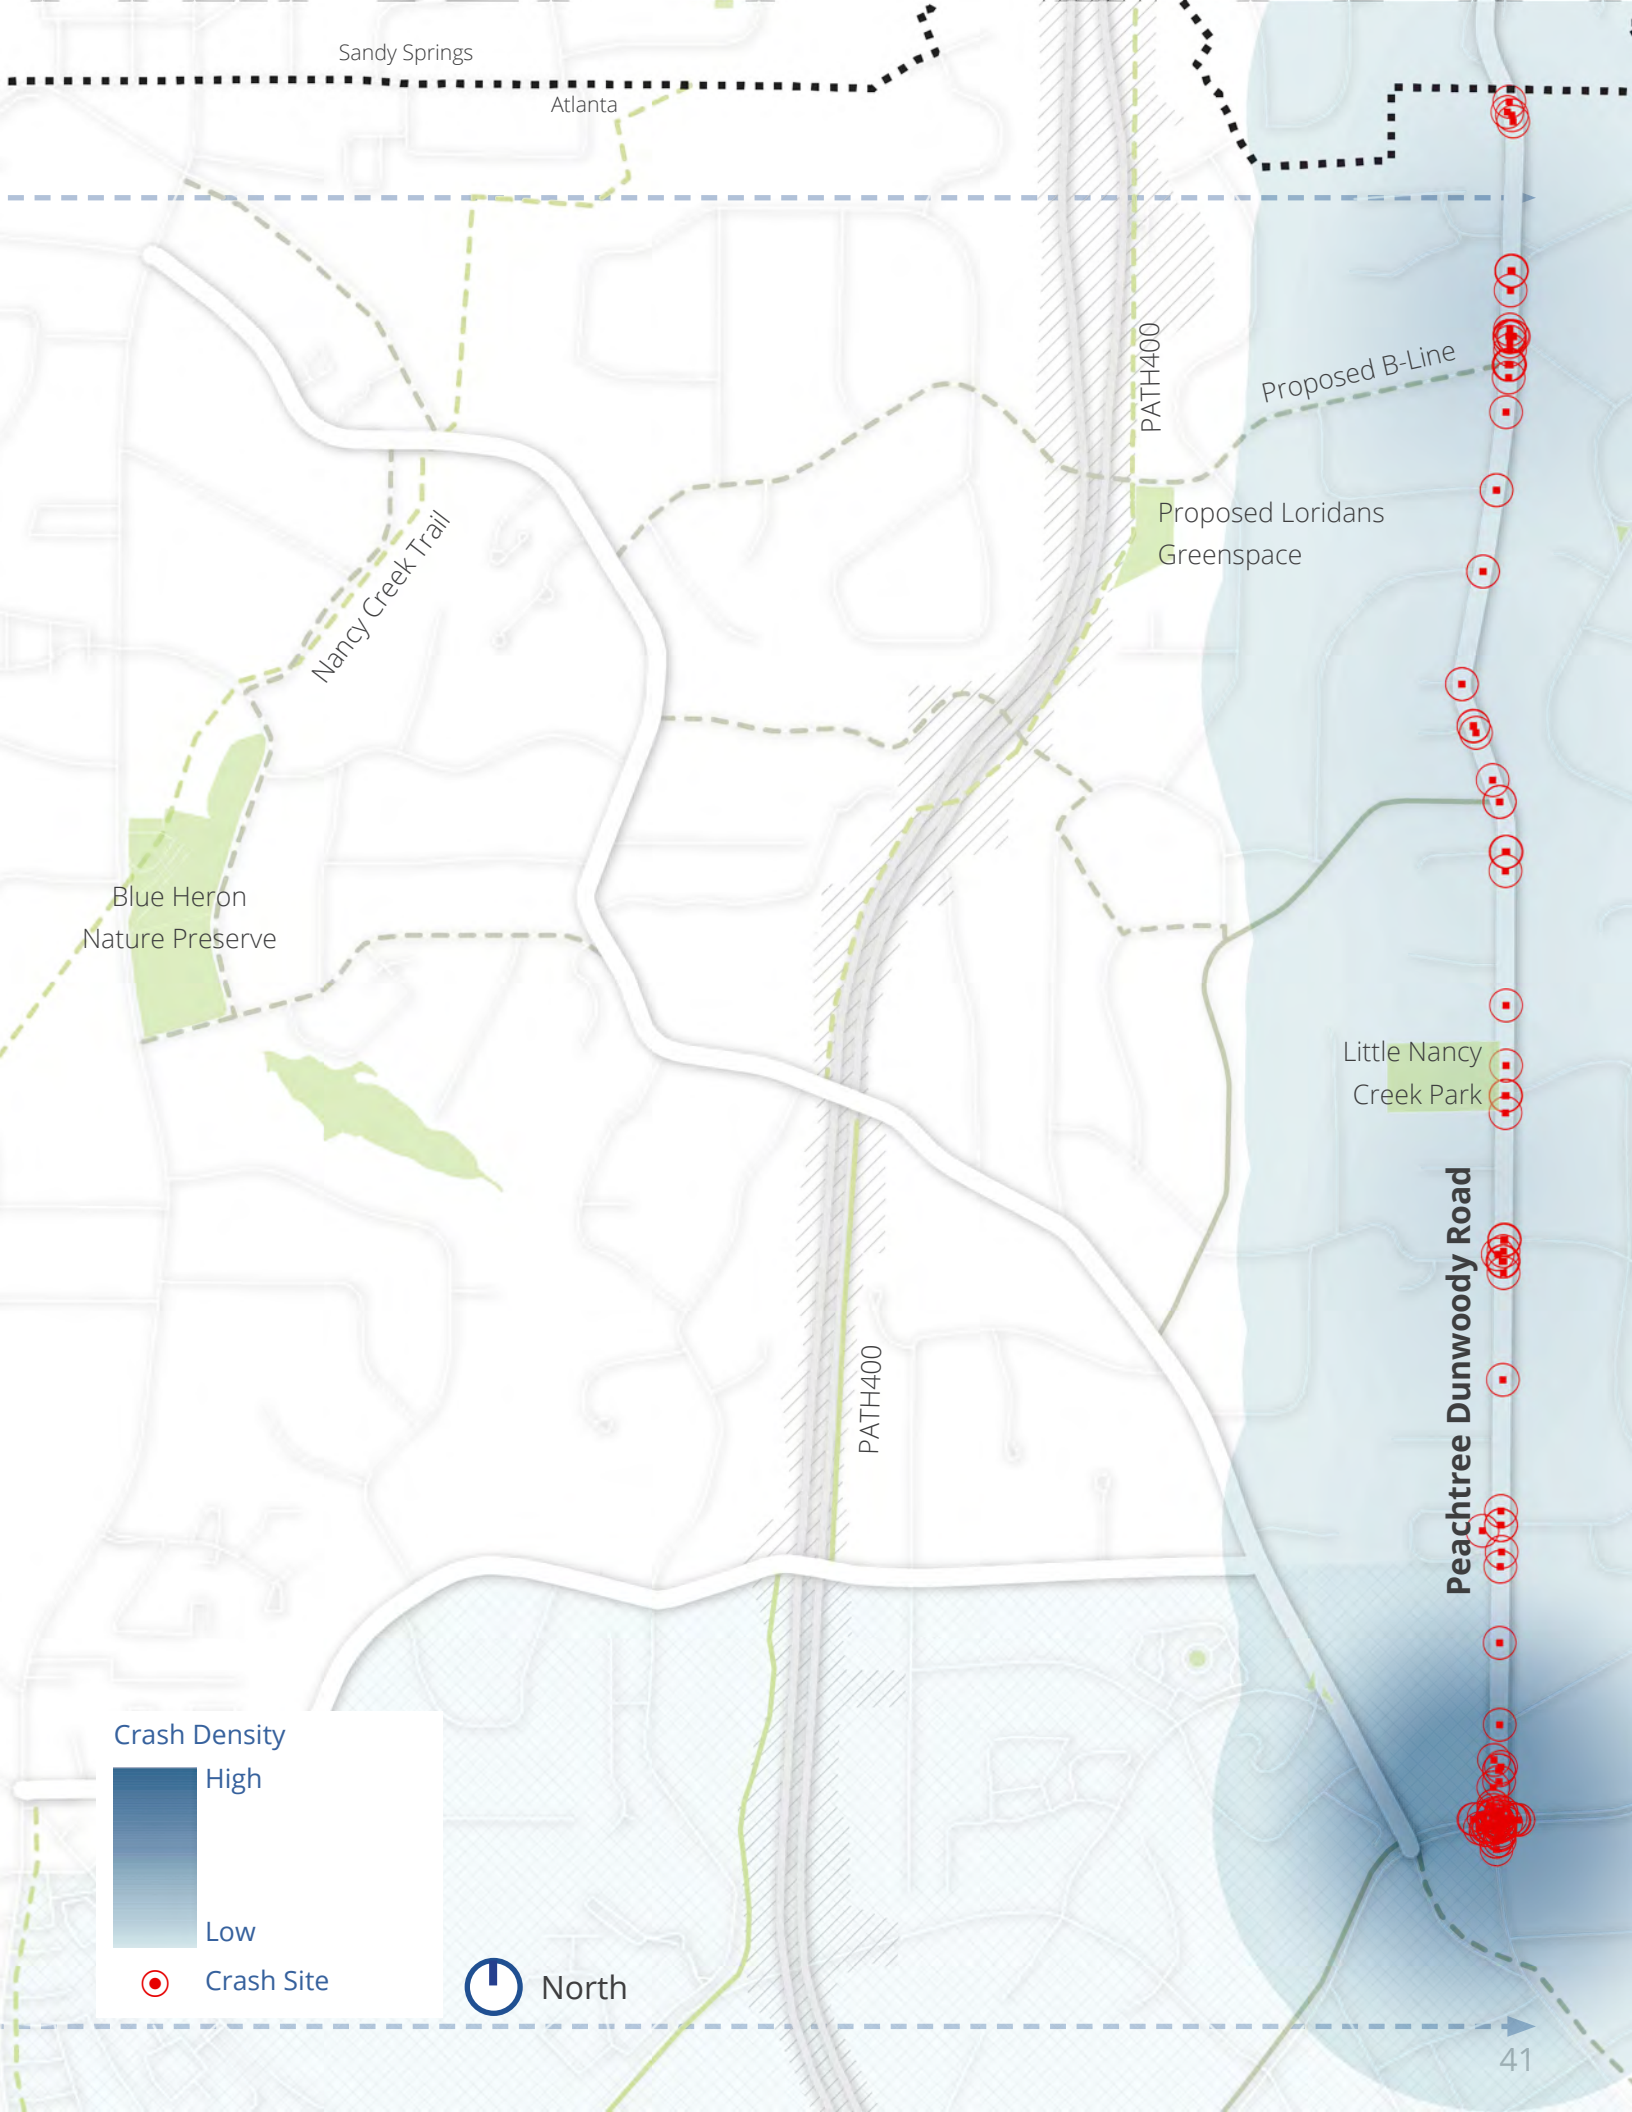 Sandy Springs
Atlanta
PATH400
Proposed B-Line
Proposed Loridans
Greenspace
Nancy Creek Trail
Blue Heron
Nature Preserve
Little Nancy
Creek Park
Peachtree Dunwoody Road
PATH400
Crash Density
High
Low
Crash Site
North
41